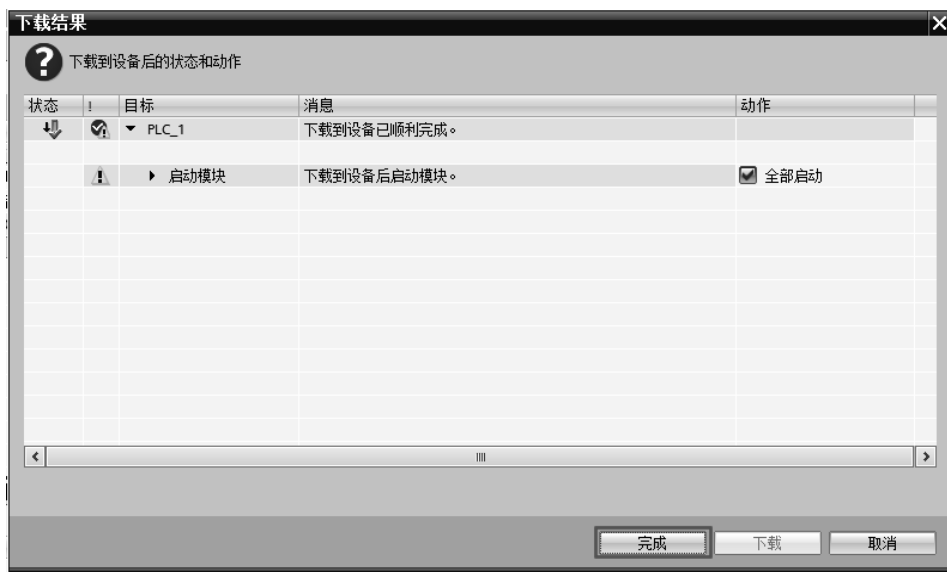 下载结果
下载到设备后的状态和动作
状态 ! 目标 消息 动作
PLC_1 下载到设备已顺利完成。
启动模块 下载到设备后启动模块。 全部启动
完成 下载 取消